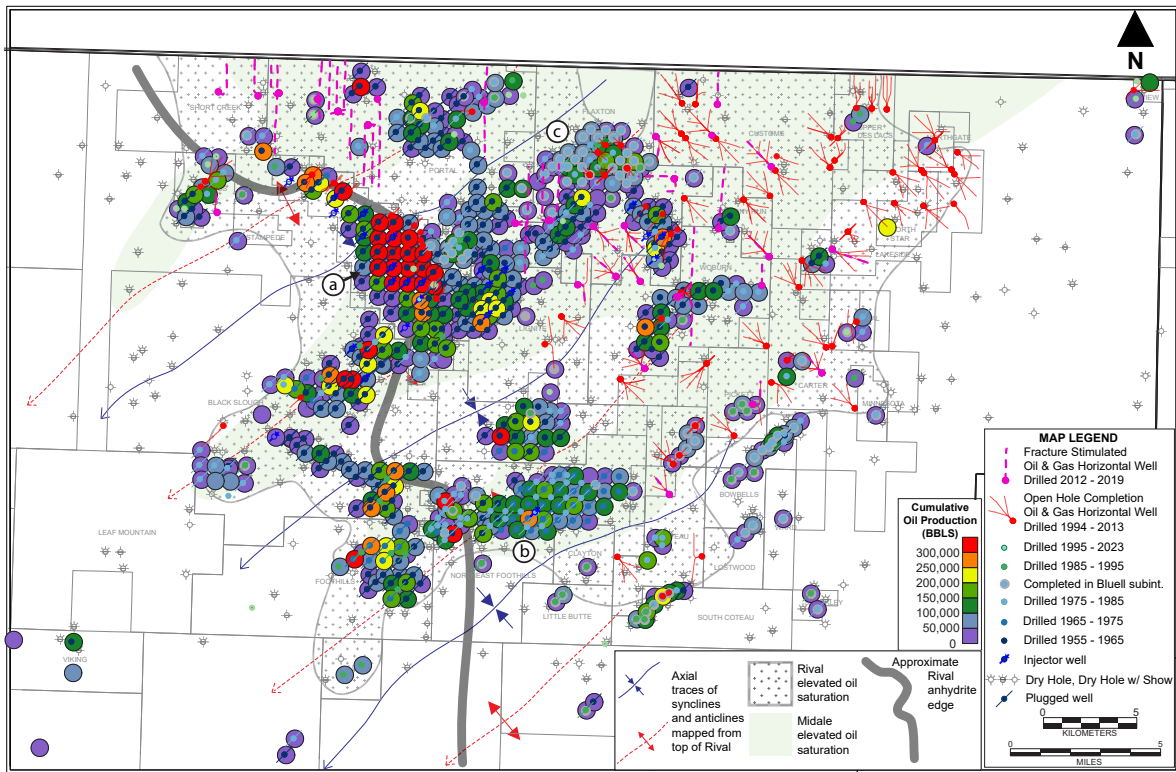 N
SHORT CREEK
FLAXTON
VIEW
CUSTOMS
UPPER
DES LACS
PORTAL
c
STAMPEDE
NORTH
STAR
LAKESIDE
WOBURN
a
LIGNITE
BLACK SLOUGH
CARTER
MINNESOTA
BOWBELLS
LEAF MOUNTAIN
b
CLAYTON
LOSTWOOD
FOOTHILLS
NORTHEAST FOOTHILLS
LITTLE BUTTE
SOUTH COTEAU
VIKING
MAP LEGEND
Fracture Stimulated
Oil & Gas Horizontal Well
Drilled 2012 - 2019
Open Hole Completion
Oil & Gas Horizontal Well
Drilled 1994 - 2013
Drilled 1995 - 2023
Drilled 1985 - 1995
Completed in Bluell subint.
Drilled 1975 - 1985
Drilled 1965 - 1975
Drilled 1955 - 1965
Injector well
Dry Hole, Dry Hole w/ Show
Plugged well
0 5
KILOMETERS
0 5
MILES
Cumulative
Oil Production
(BBLS)
300,000
250,000
200,000
150,000
100,000
50,000
0
Axial
traces of
synclines
and anticlines
mapped from
top of Rival
Rival
elevated oil
saturation
Midale
elevated oil
saturation
Approximate
Rival
anhydrite
edge